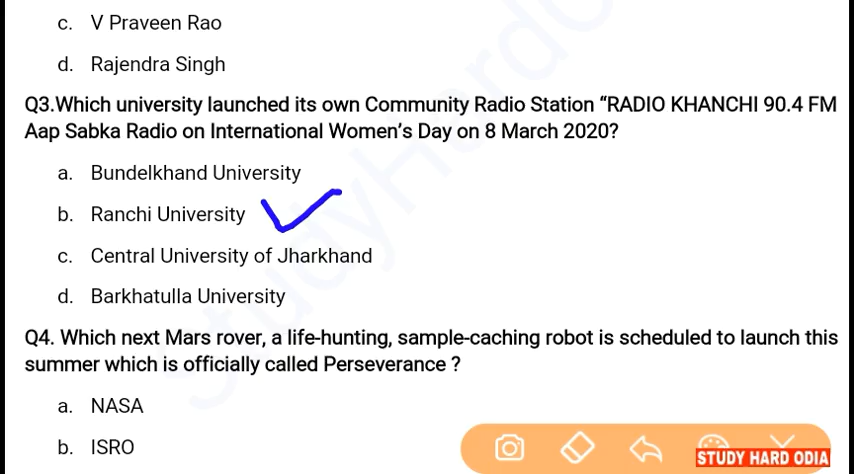 c. V Praveen Rao
d. Rajendra Singh
Q3.Which university launched its own Community Radio Station “RADIO KHANCHI 90.4 FM
Aap Sabka Radio on International Women’s Day on 8 March 2020?
a. Bundelkhand University
b. Ranchi University
c. Central University of Jharkhand
d. Barkhatulla University
Q4. Which next Mars rover, a life-hunting, sample-caching robot is scheduled to launch this
summer which is officially called Perseverance ?
a. NASA
b. ISRO
STUDY HARD ODIA